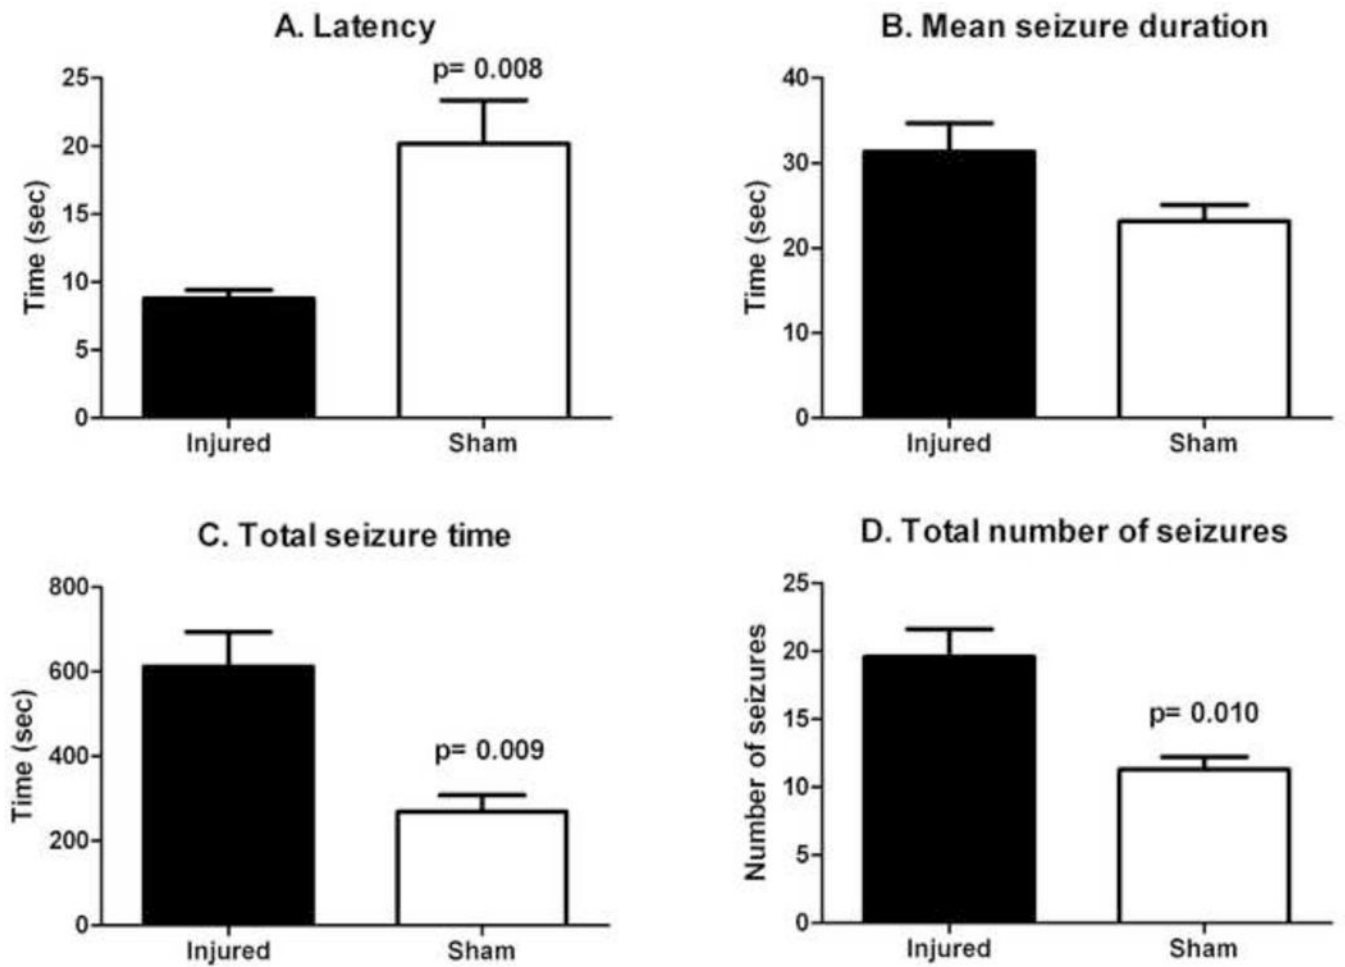 A. Latency
p= 0.008
Time (sec)
25
20
15
10
5
0
Injured
Sham
B. Mean seizure duration
Time (sec)
40
30
20
10
0
Injured
Sham
C. Total seizure time
p= 0.009
Time (sec)
800
600
400
200
0
Injured
Sham
D. Total number of seizures
p= 0.010
Number of seizures
25
20
15
10
5
0
Injured
Sham